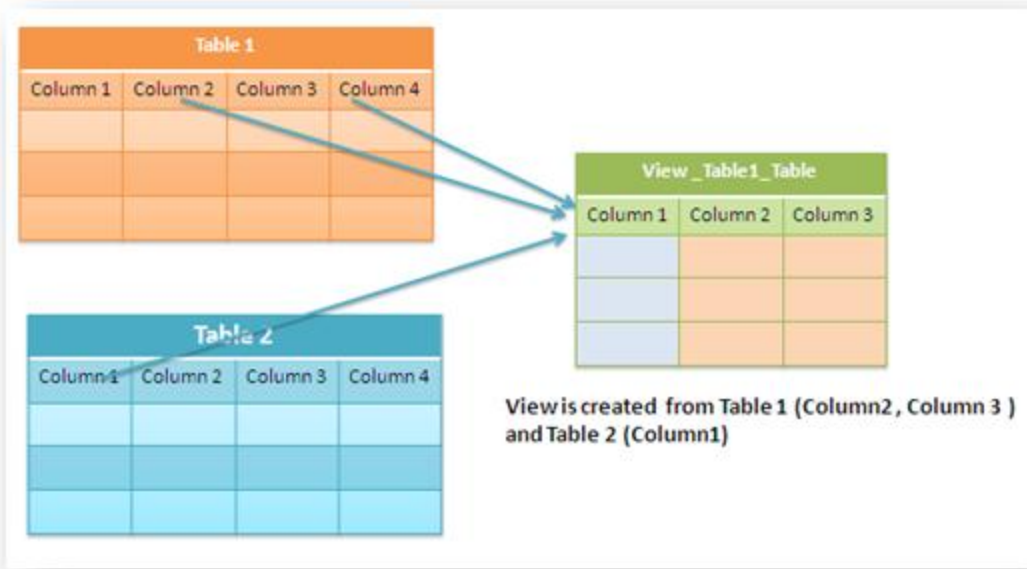 Table 1
Column 1 Column 2 Column 3 Column 4
View_Table1_Table
Column 1 Column 2 Column 3
Table 2
Column 1 Column 2 Column 3 Column 4
View is created from Table 1 (Column2, Column 3 )
and Table 2 (Column1)